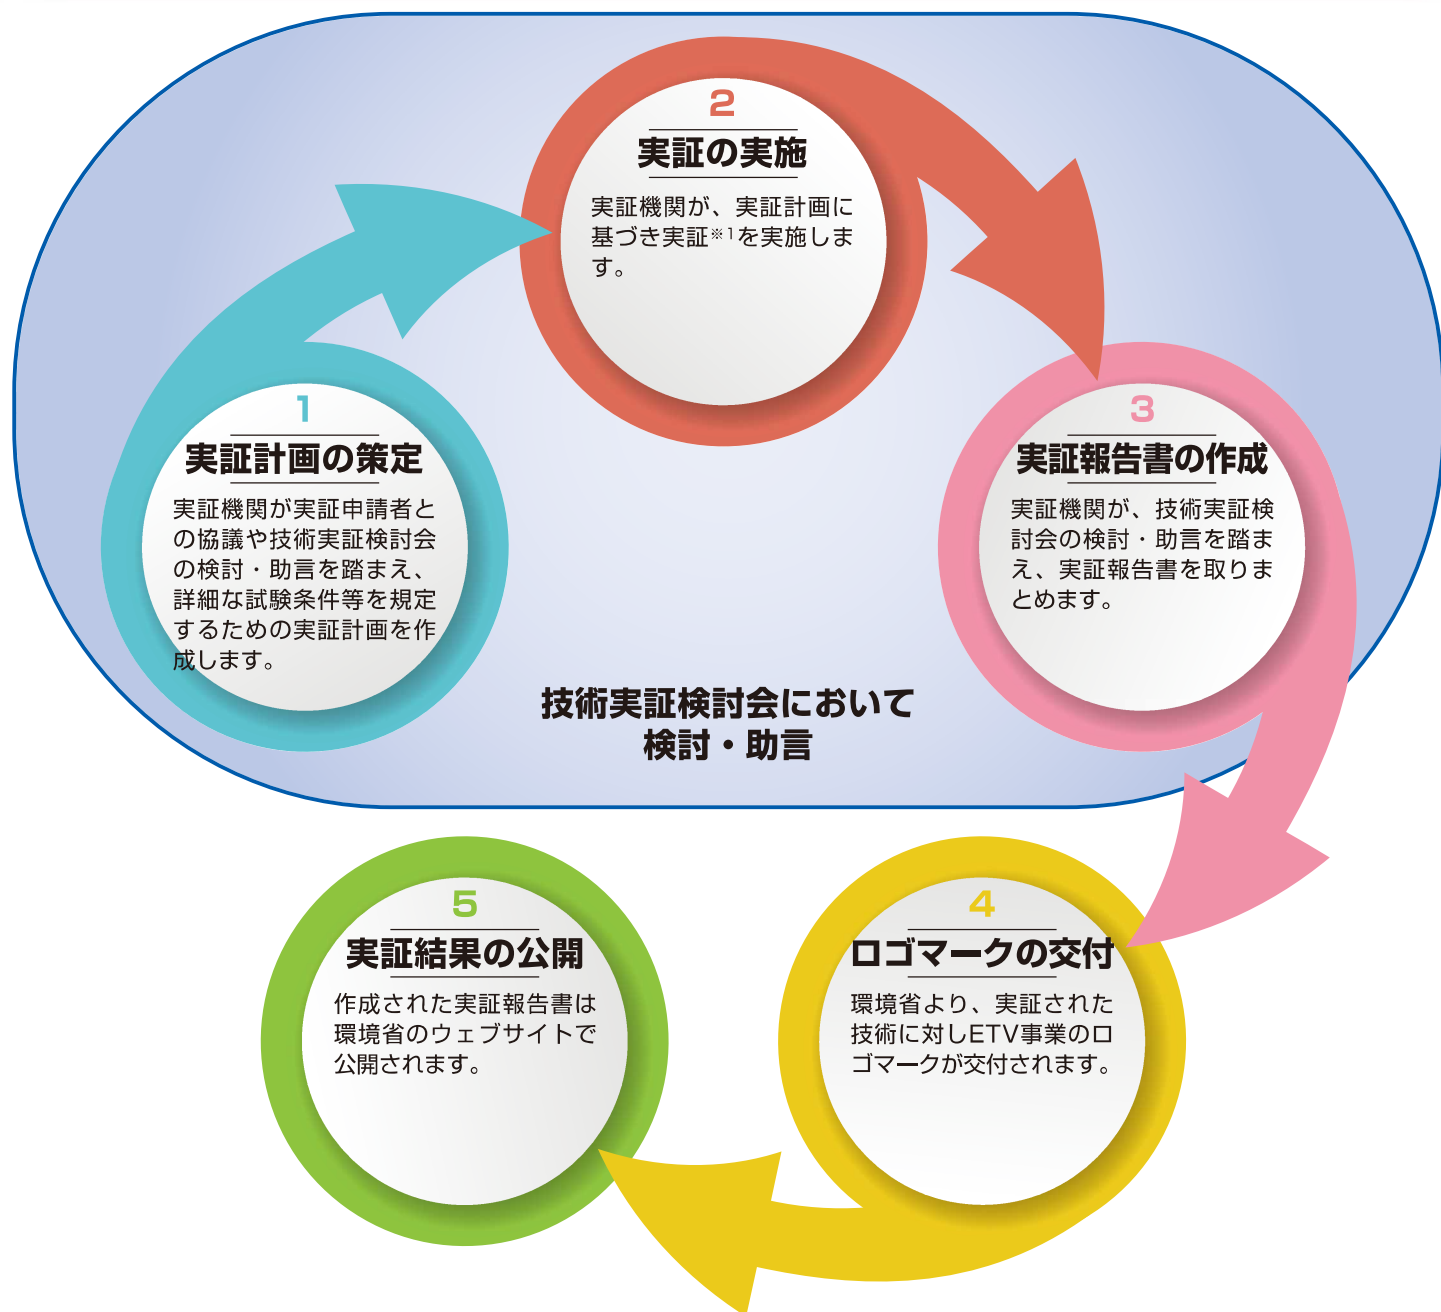 1
実証計画の策定
実証機関が実証申請者と
の協議や技術実証検討会
の検討・助言を踏まえ、
詳細な試験条件等を規定
するための実証計画を作
成します。
2
実証の実施
実証機関が、実証計画に
基づき実証※1を実施しま
す。
3
実証報告書の作成
実証機関が、技術実証検
討会の検討・助言を踏ま
え、実証報告書を取りま
とめます。
技術実証検討会において
検討・助言
4
ロゴマークの交付
環境省より、実証された
技術に対しETV事業のロ
ゴマークが交付されます。
5
実証結果の公開
作成された実証報告書は
環境省のウェブサイトで
公開されます。